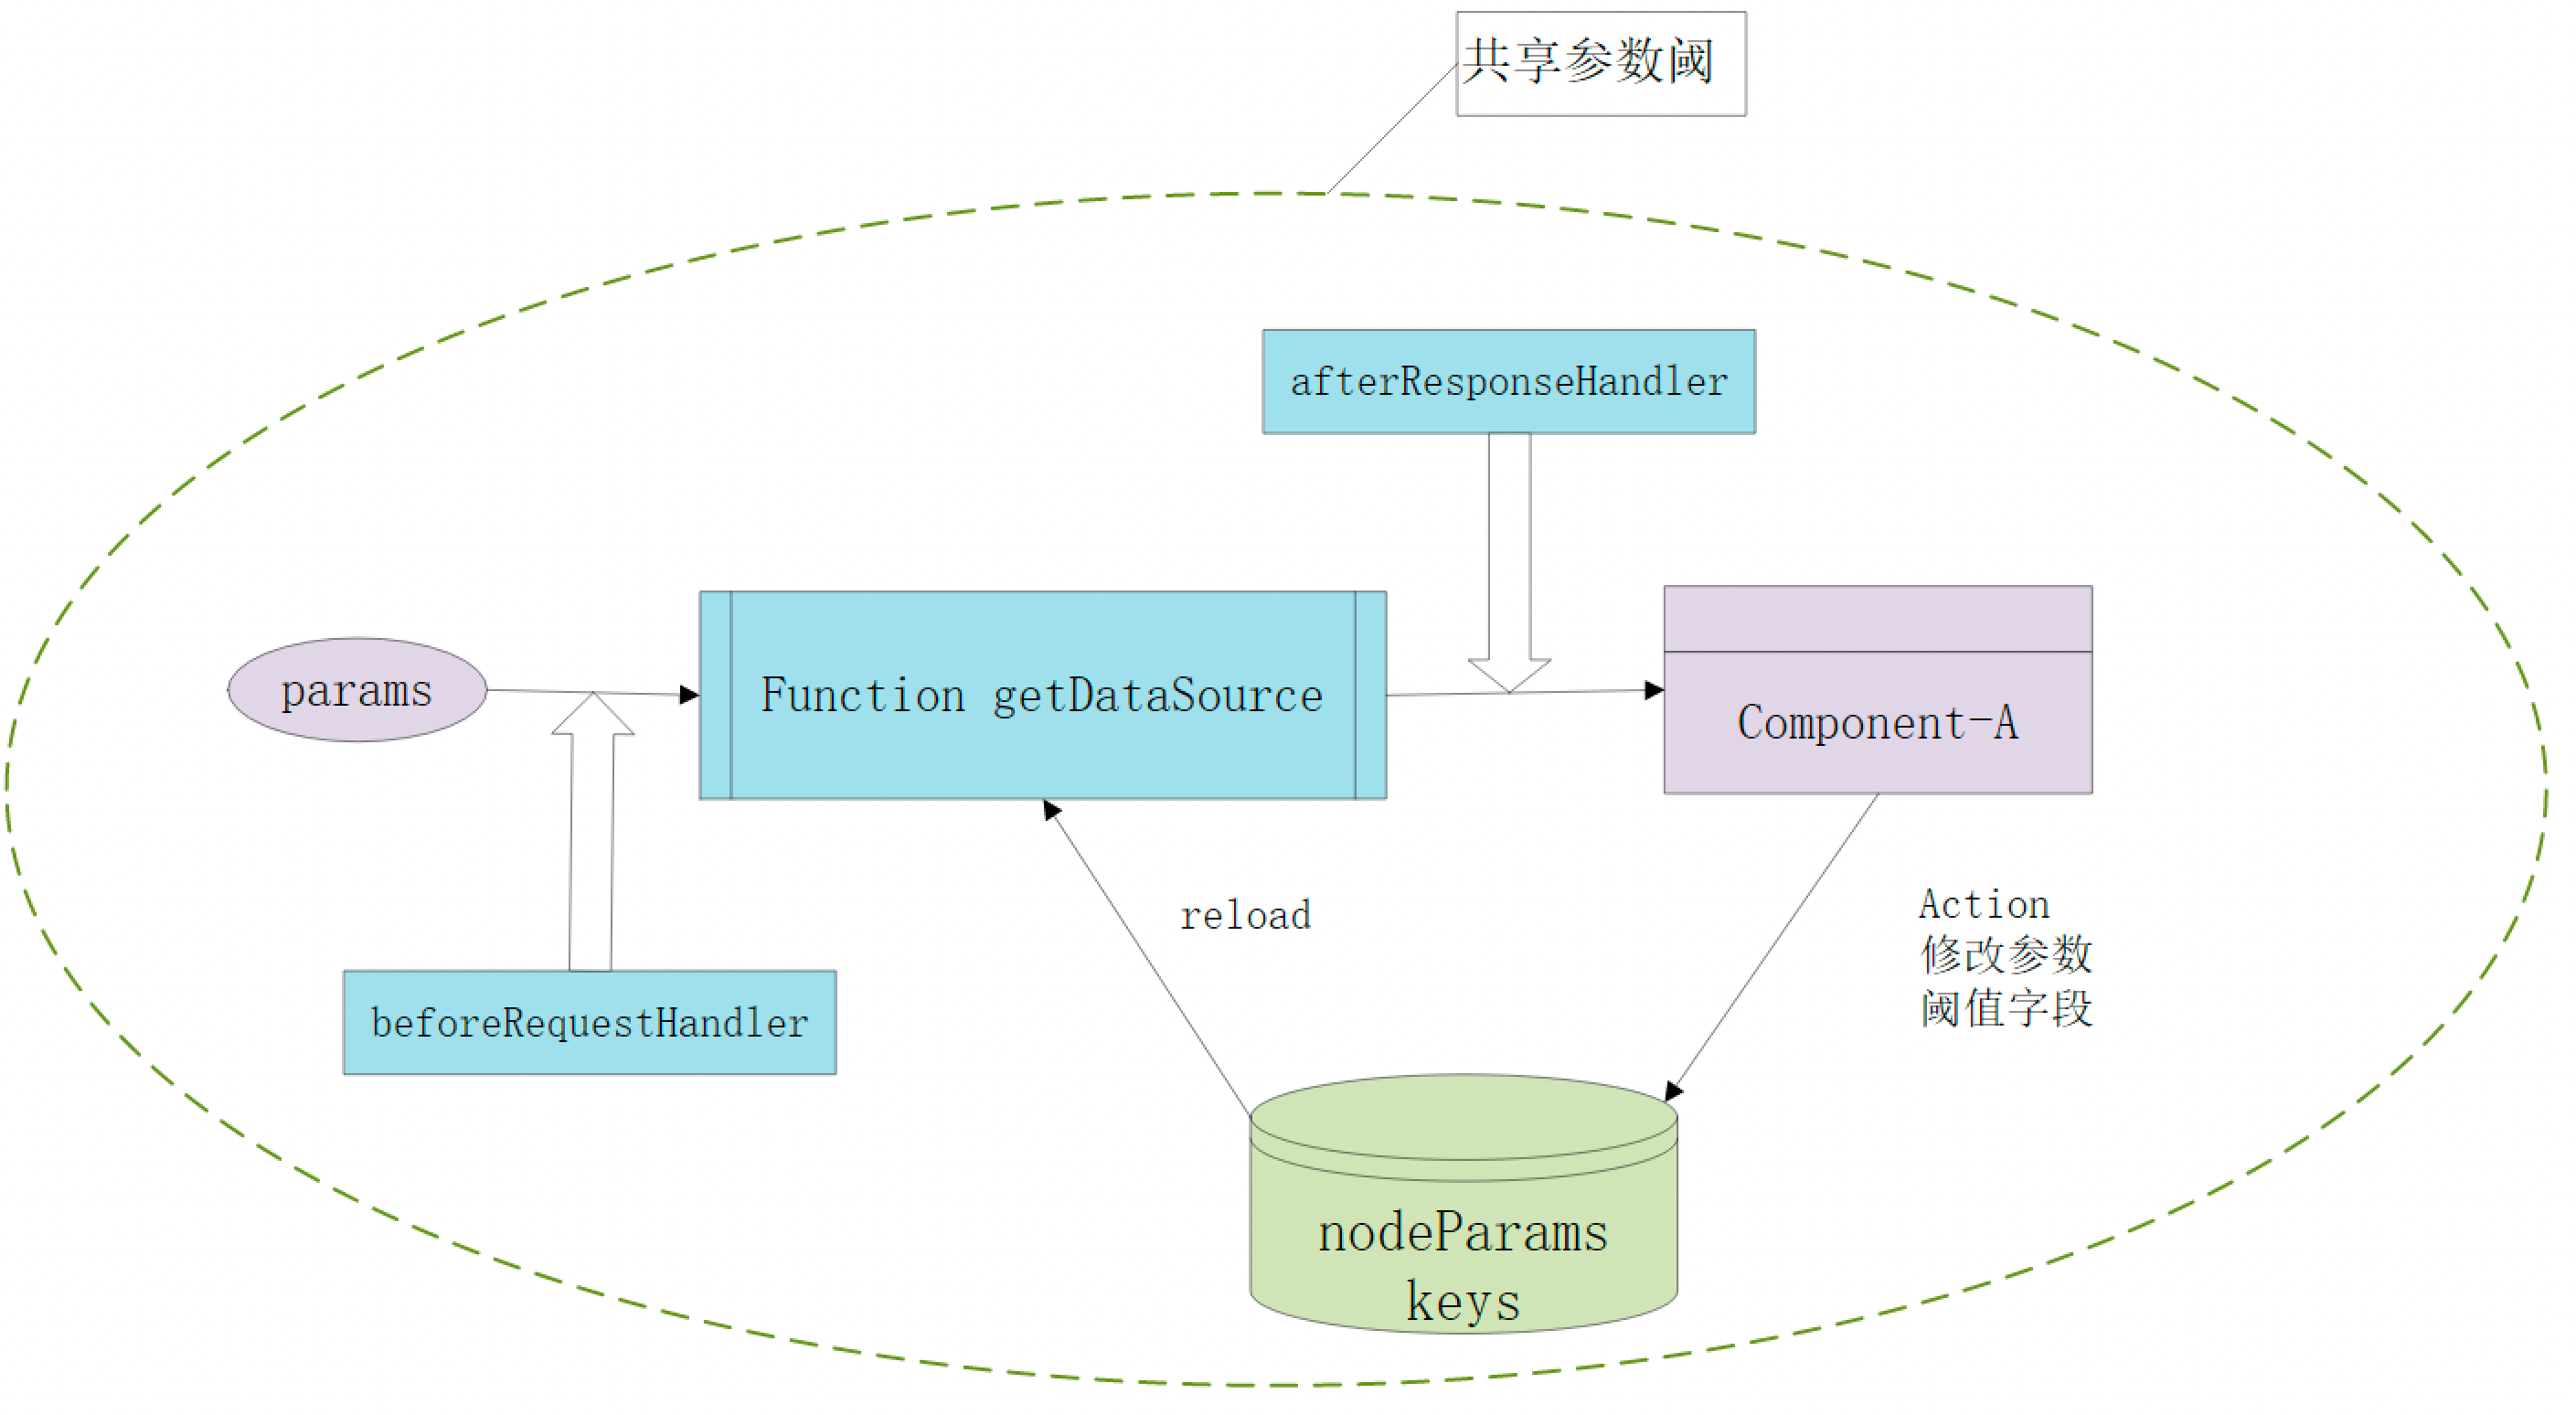 共享参数阈
afterResponseHandler
params
Function getDataSource
Component-A
reload
Action
修改参数
阈值字段
beforeRequestHandler
nodeParams
keys